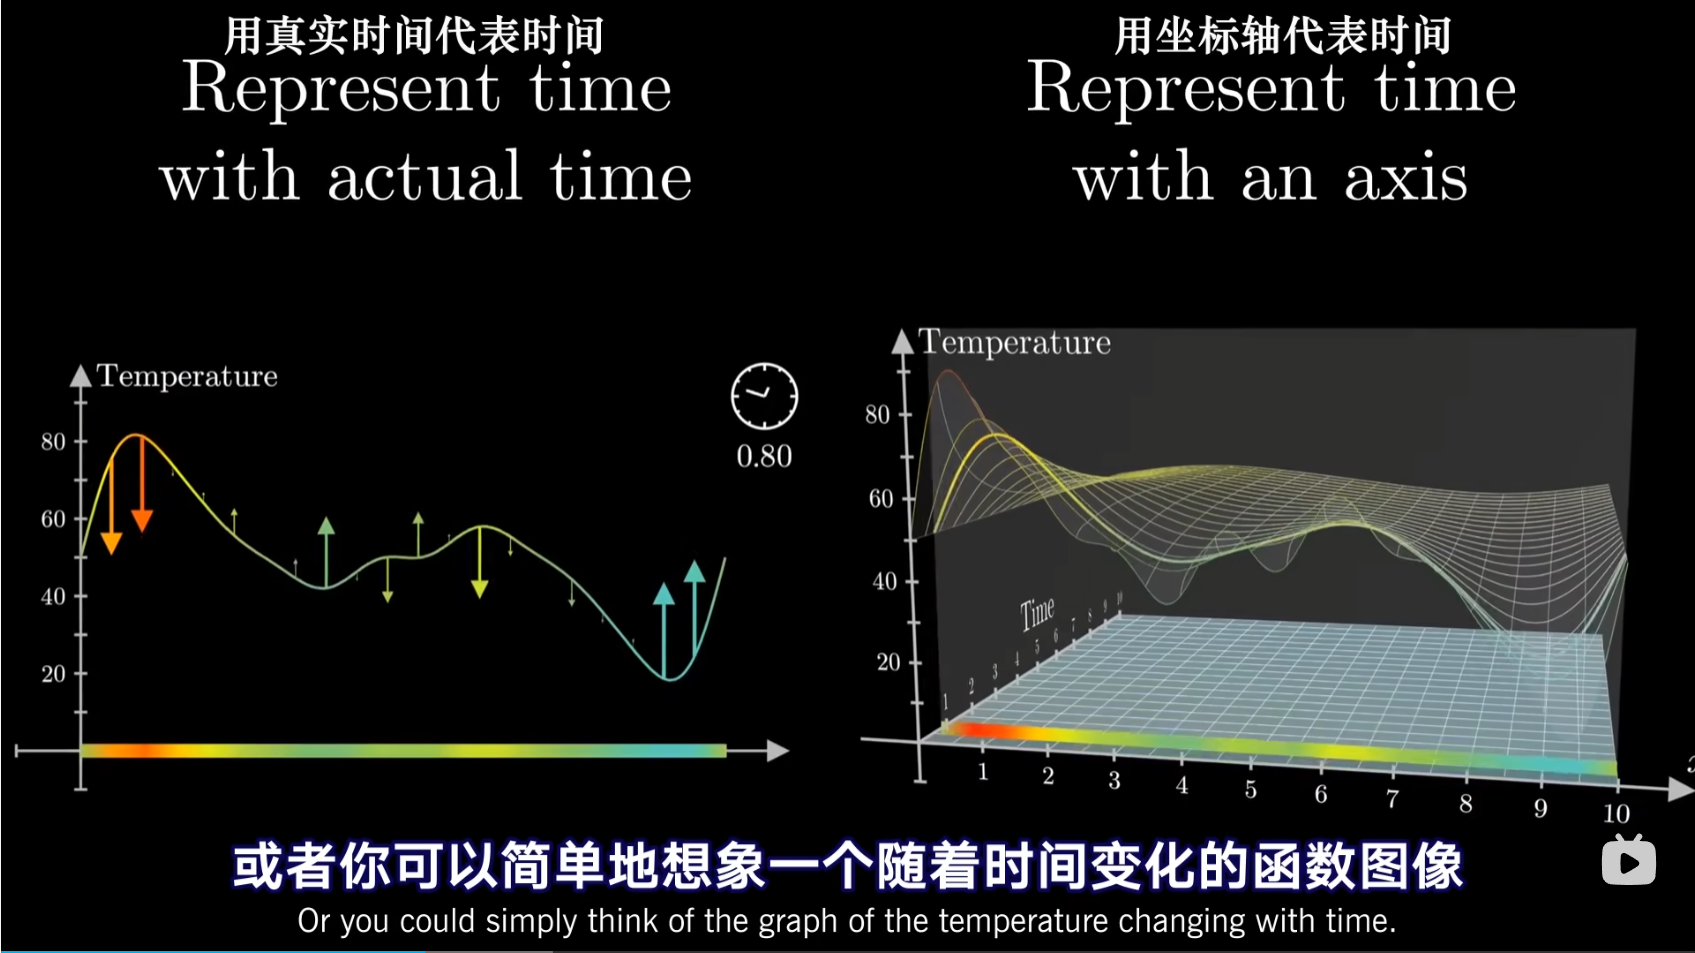 用真实时间代表时间
Represent time
with actual time
用坐标轴代表时间
Represent time
with an axis
Temperature
80
60
40
20
0.80
Temperature
80
60
40
20
Time
1 2 3 4 5 6 7 8 9 10
1 2 3 4 5 6 7 8 9 10
或者你可以简单地想象一个随着时间变化的函数图像
Or you could simply think of the graph of the temperature changing with time.